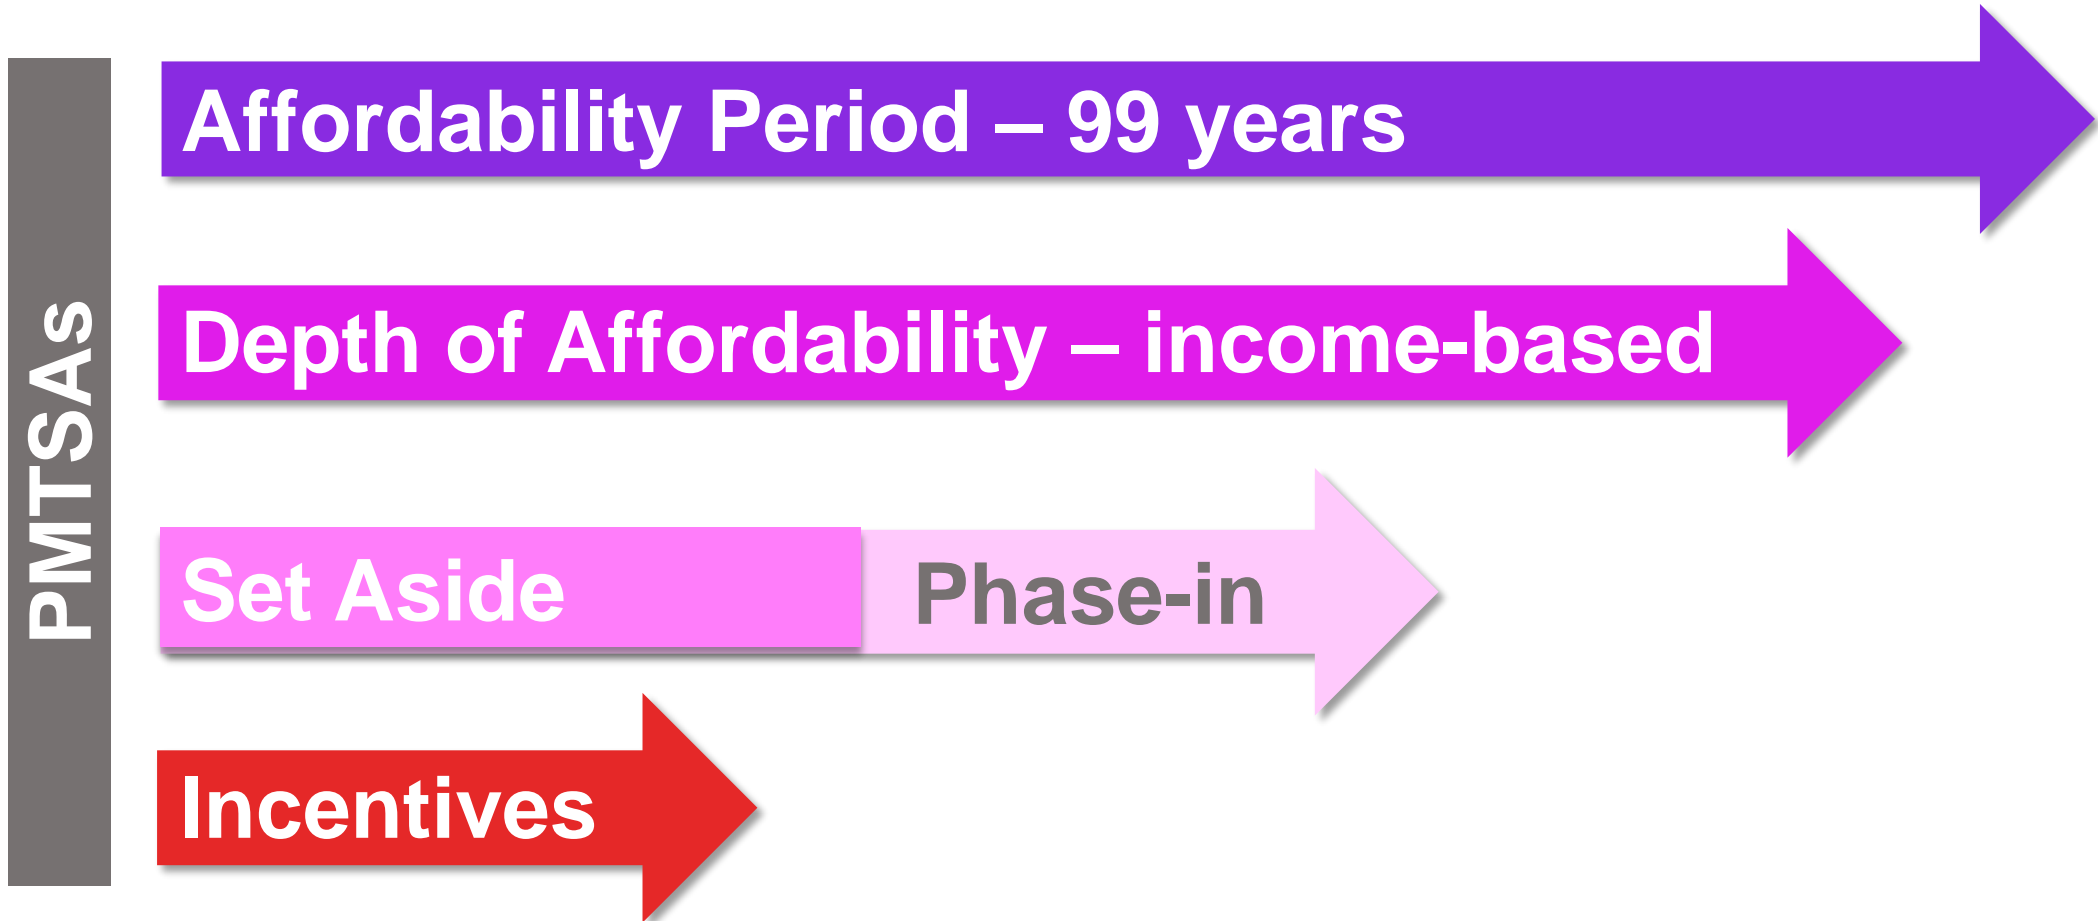 PMTSAs
Affordability Period – 99 years
Depth of Affordability – income-based
Set Aside
Phase-in
Incentives